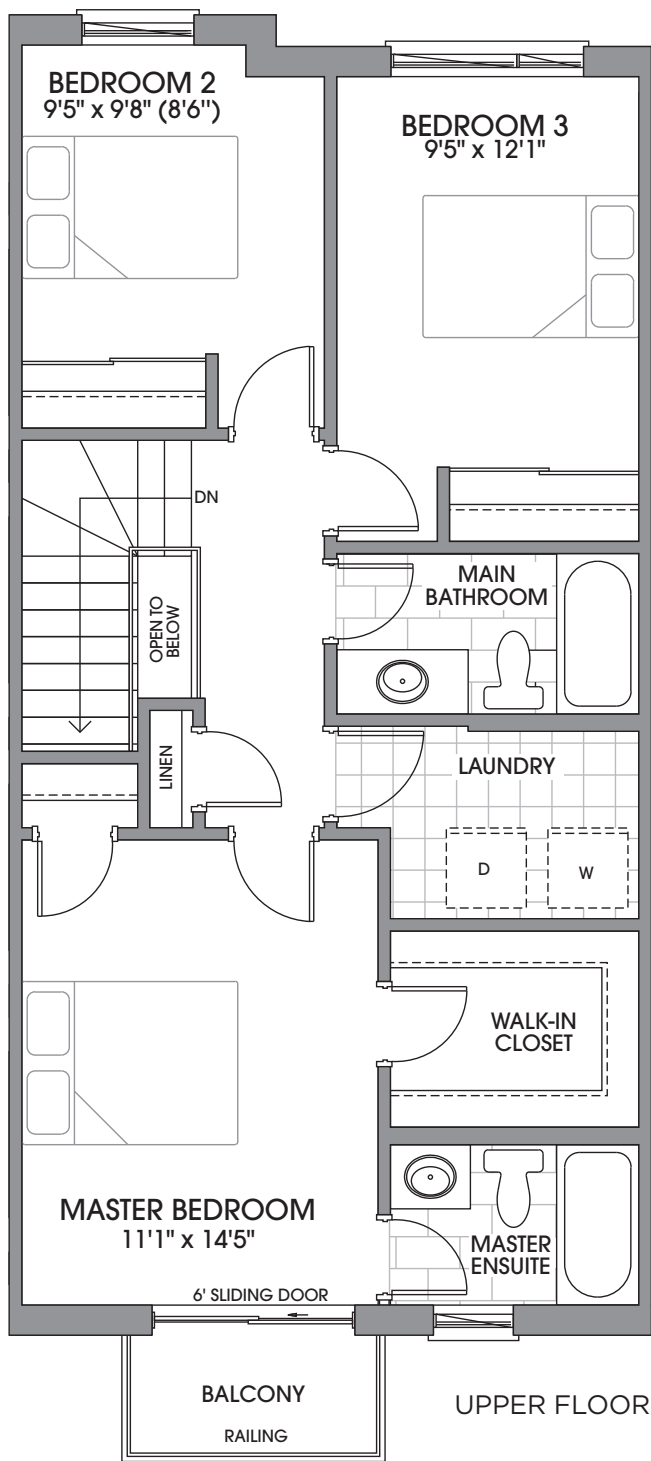 BEDROOM 2
9'5" x 9'8" (8'6")
BEDROOM 3
9'5" x 12'1"
DN
OPEN TO
BELOW
MAIN
BATHROOM
LINEN
LAUNDRY
D
W
WALK-IN
CLOSET
MASTER BEDROOM
11'1" x 14'5"
MASTER
ENSUITE
6' SLIDING DOOR
BALCONY
RAILING
UPPER FLOOR